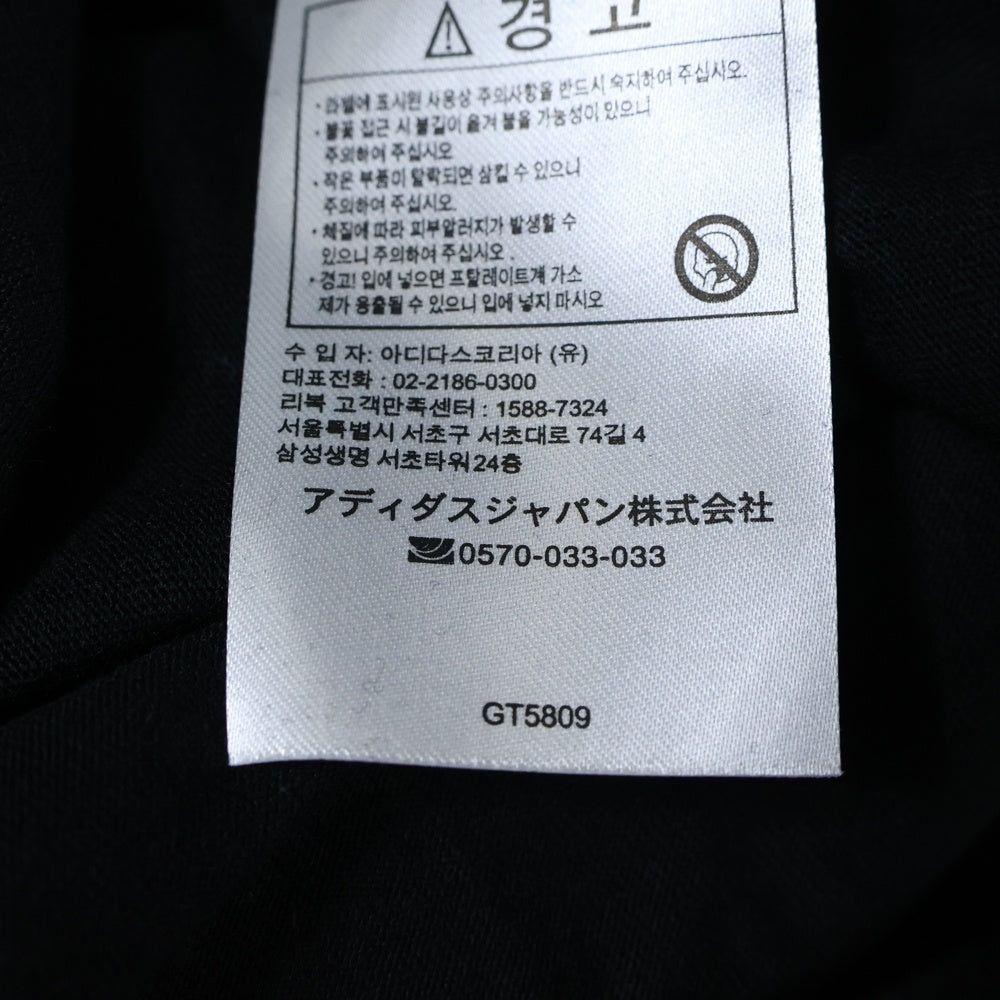 경고
· 라벨에 표시된 사용상 주의사항을 반드시 숙지하여 주십시오.
· 불꽃 접근 시 불길이 옮겨 붙을 가능성이 있으니
주의하여 주십시오
· 작은 부품이 탈락되면 삼킬 수 있으니
주의하여 주십시오.
· 체질에 따라 피부알러지가 발생할 수
있으니 주의하여 주십시오.
· 경고! 입에 넣으면 프탈레이트계 가소
제가 용출될 수 있으니 입에 넣지 마시오
수 입 자: 아디다스코리아 (유)
대표전화 : 02-2186-0300
리복 고객만족센터 : 1588-7324
서울특별시 서초구 서초대로 74길 4
삼성생명 서초타워24층
アディダスジャパン株式会社
0570-033-033
GT5809